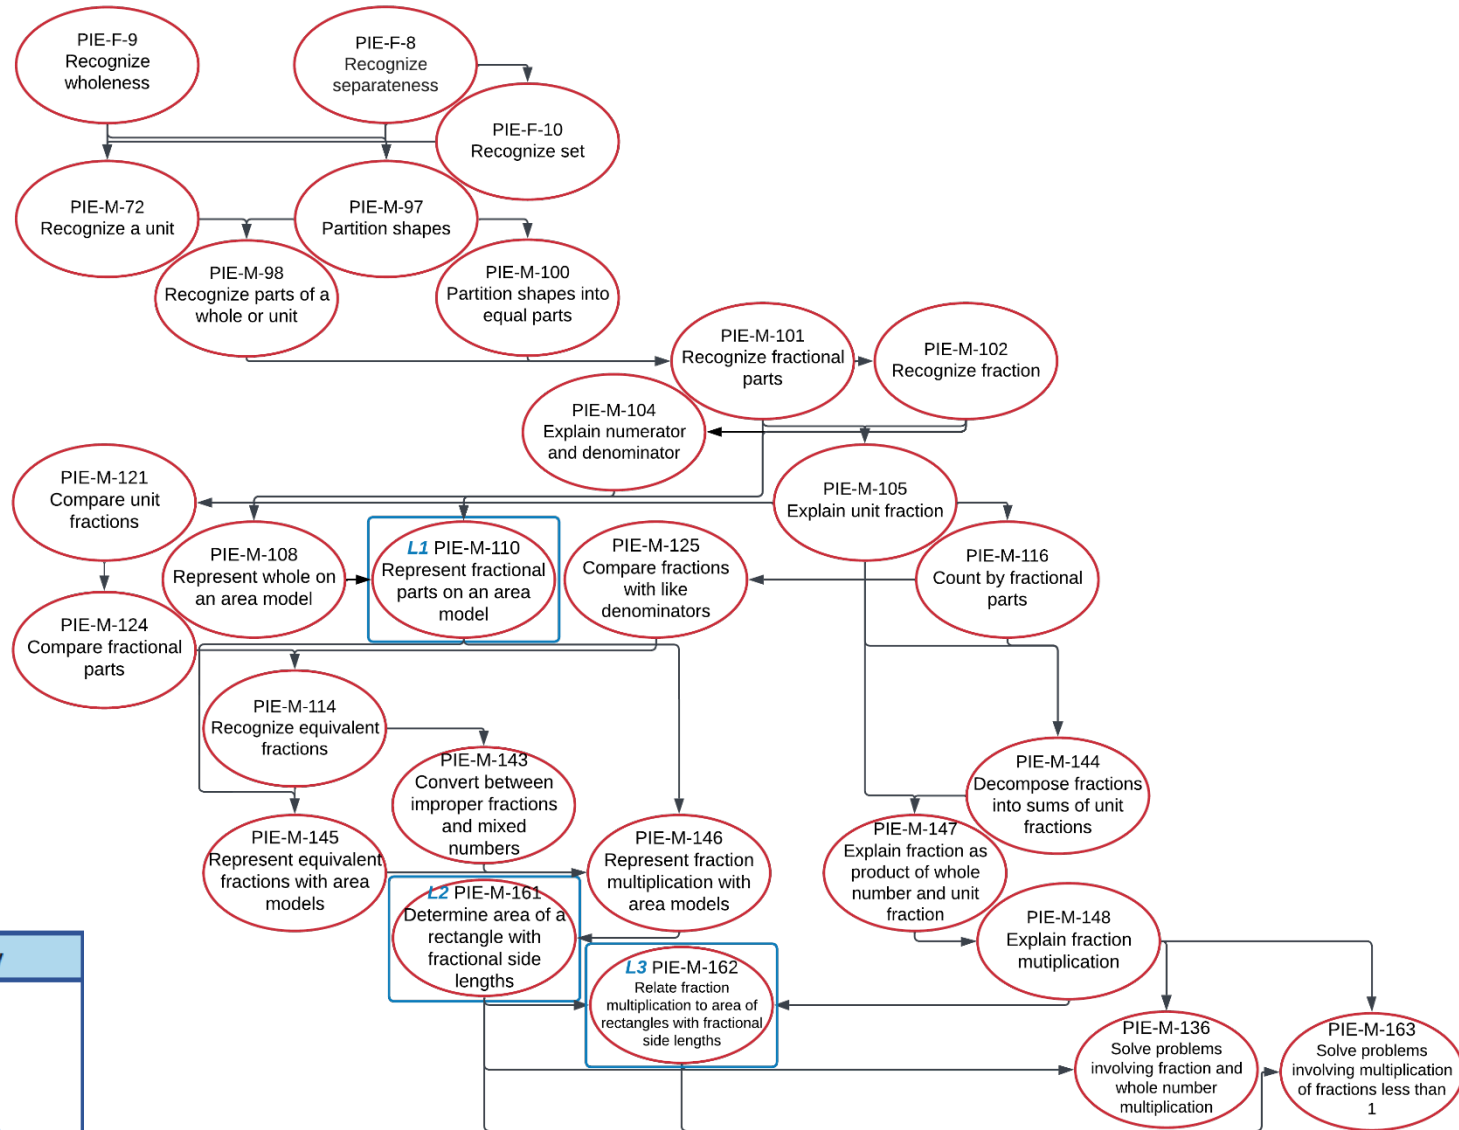 PIE-F-9
Recognize
wholeness
PIE-F-8
Recognize
separateness
PIE-F-10
Recognize set
PIE-M-72
Recognize a unit
PIE-M-97
Partition shapes
PIE-M-98
Recognize parts of a
whole or unit
PIE-M-100
Partition shapes into
equal parts
PIE-M-101
Recognize fractional
parts
PIE-M-102
Recognize fraction
PIE-M-104
Explain numerator
and denominator
PIE-M-121
Compare unit
fractions
PIE-M-105
Explain unit fraction
PIE-M-108
Represent whole on
an area model
L1 PIE-M-110
Represent fractional
parts on an area
model
PIE-M-125
Compare fractions
with like
denominators
PIE-M-116
Count by fractional
parts
PIE-M-124
Compare fractional
parts
PIE-M-114
Recognize equivalent
fractions
PIE-M-143
Convert between
improper fractions
and mixed
numbers
PIE-M-144
Decompose fractions
into sums of unit
fractions
PIE-M-145
Represent equivalent
fractions with area
models
PIE-M-146
Represent fraction
multiplication with
area models
PIE-M-147
Explain fraction as
product of whole
number and unit
fraction
L2 PIE-M-161
Determine area of a
rectangle with
fractional side
lengths
PIE-M-148
Explain fraction
mutiplication
L3 PIE-M-162
Relate fraction
multiplication to area of
rectangles with fractional
side lengths
PIE-M-136
Solve problems
involving fraction and
whole number
multiplication
PIE-M-163
Solve problems
involving multiplication
of fractions less than
1